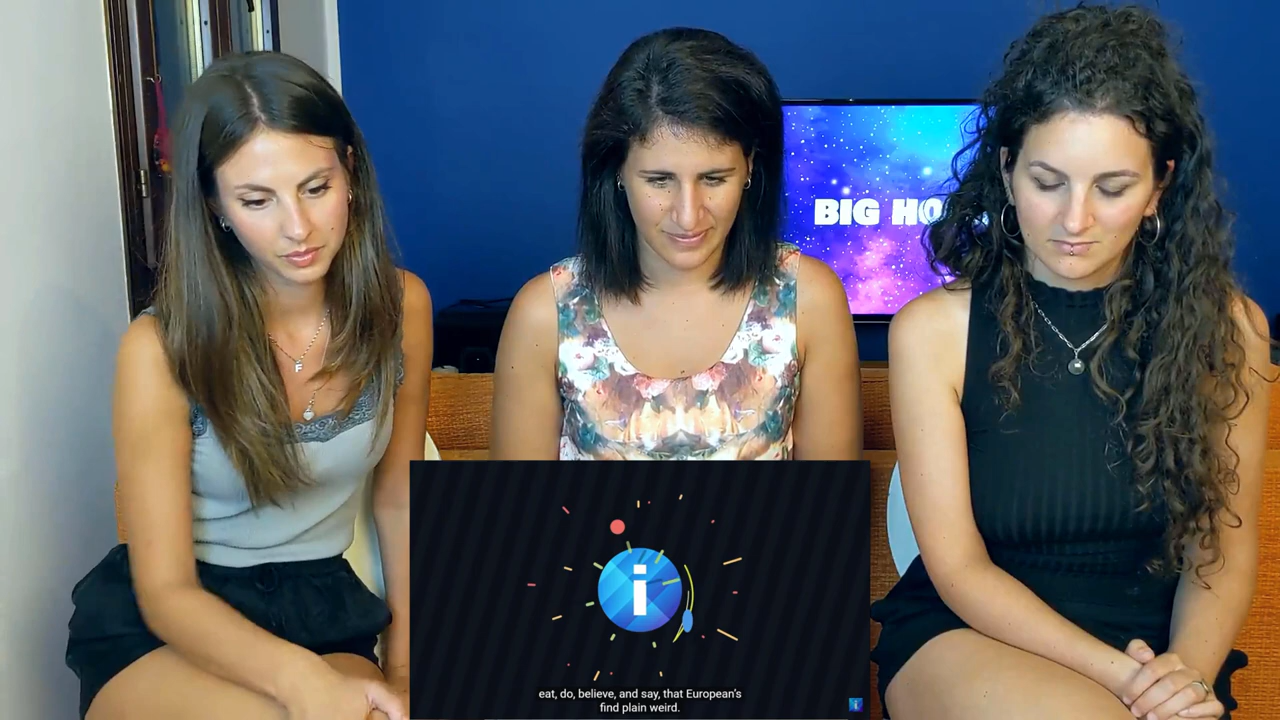 BIG HO
F
i
eat, do, believe, and say, that European's
find plain weird.
i